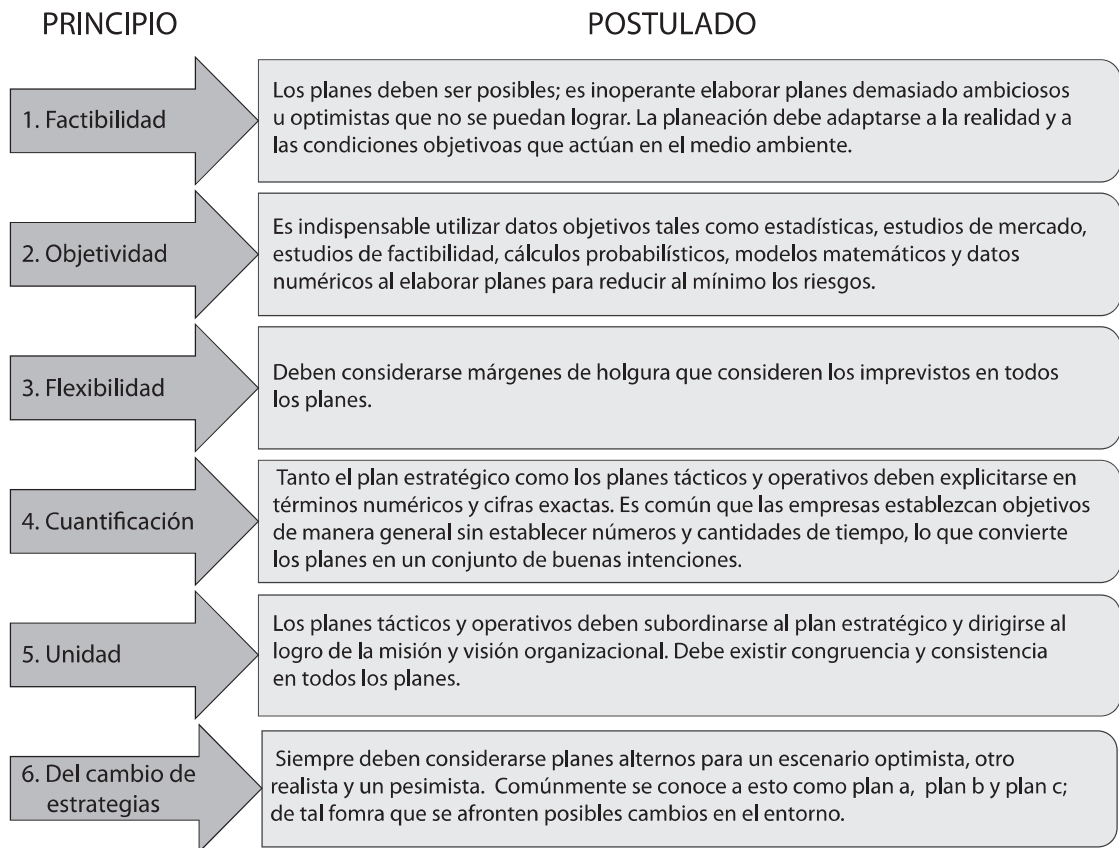 PRINCIPIO
POSTULADO
1. Factibilidad
Los planes deben ser posibles; es inoperante elaborar planes demasiado ambiciosos
u optimistas que no se puedan lograr. La planeación debe adaptarse a la realidad y a
las condiciones objetivoas que actúan en el medio ambiente.
2. Objetividad
Es indispensable utilizar datos objetivos tales como estadísticas, estudios de mercado,
estudios de factibilidad, cálculos probabilísticos, modelos matemáticos y datos
numéricos al elaborar planes para reducir al mínimo los riesgos.
3. Flexibilidad
Deben considerarse márgenes de holgura que consideren los imprevistos en todos
los planes.
4. Cuantificación
Tanto el plan estratégico como los planes tácticos y operativos deben explicitarse en
términos numéricos y cifras exactas. Es común que las empresas establezcan objetivos
de manera general sin establecer números y cantidades de tiempo, lo que convierte
los planes en un conjunto de buenas intenciones.
5. Unidad
Los planes tácticos y operativos deben subordinarse al plan estratégico y dirigirse al
logro de la misión y visión organizacional. Debe existir congruencia y consistencia
en todos los planes.
6. Del cambio de
estrategias
Siempre deben considerarse planes alternos para un escenario optimista, otro
realista y un pesimista. Comúnmente se conoce a esto como plan a, plan b y plan c;
de tal fomra que se afronten posibles cambios en el entorno.